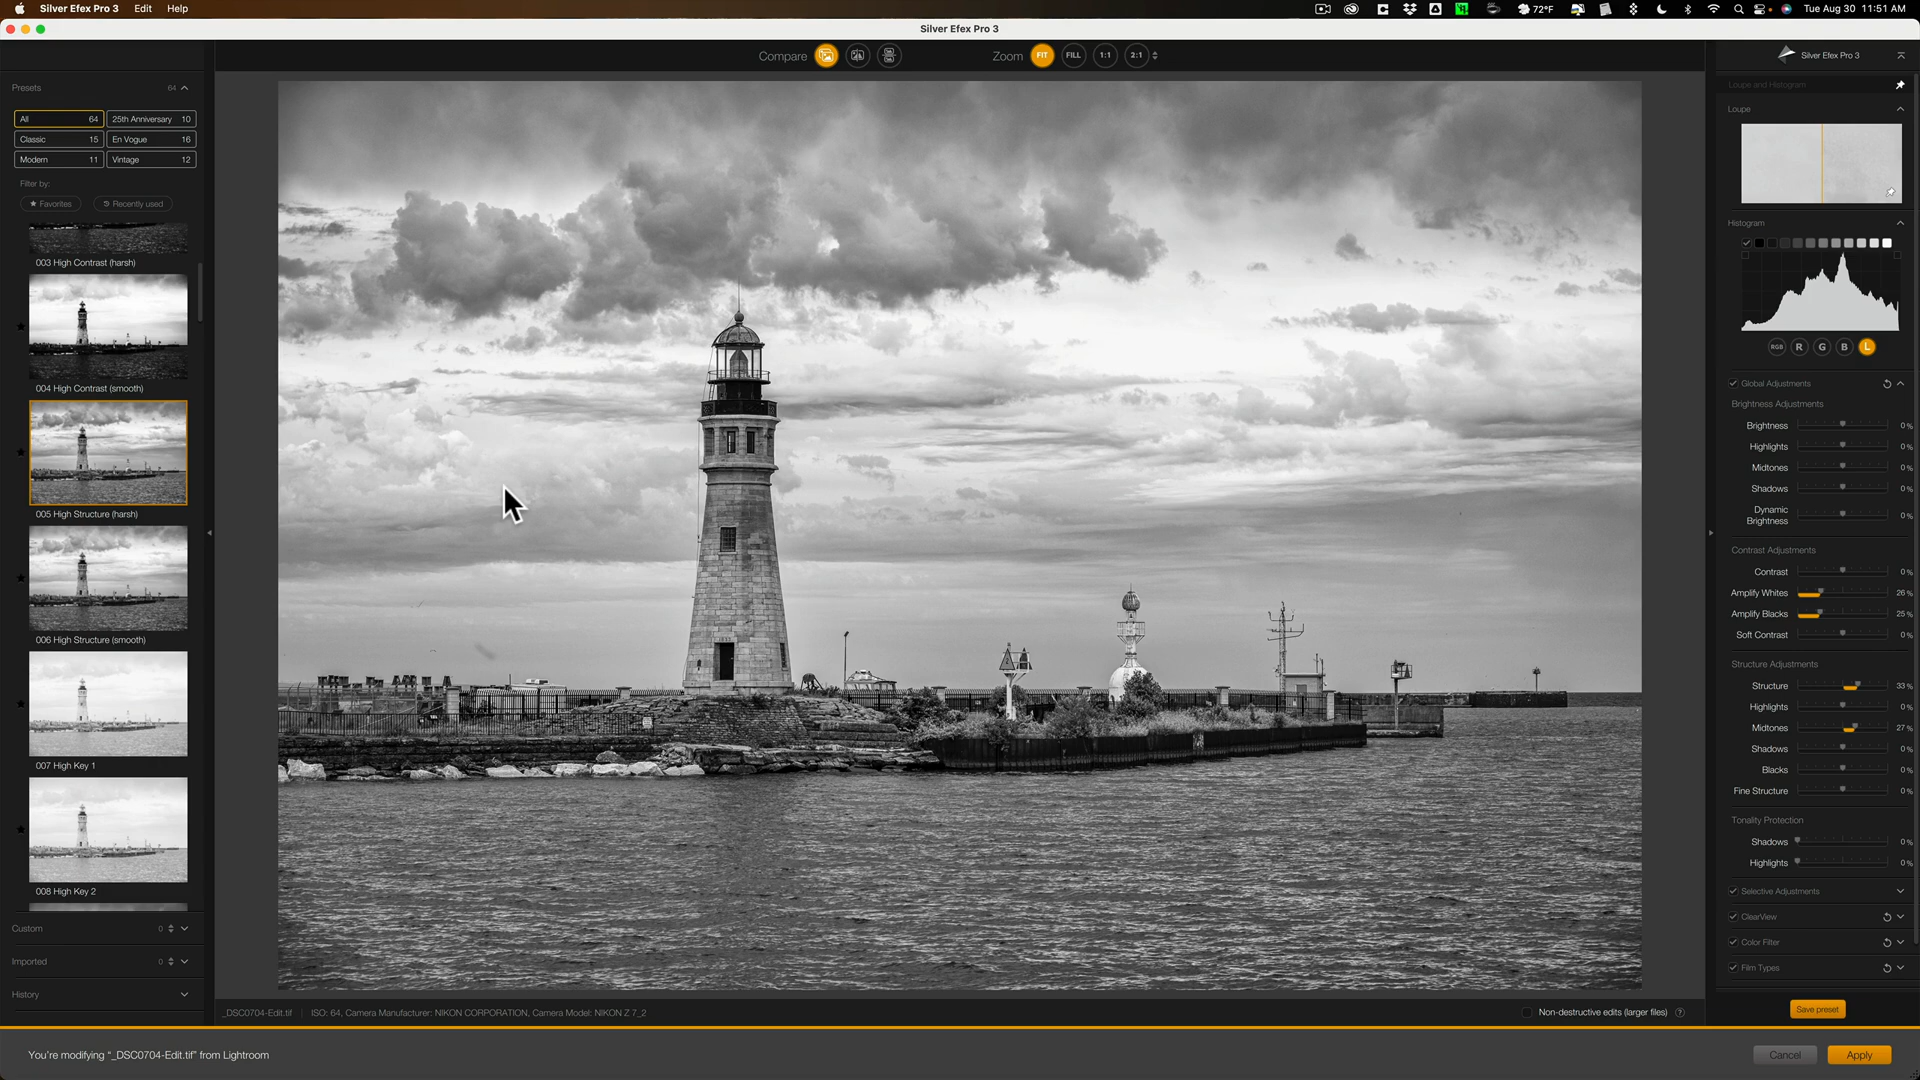 Silver Efex Pro 3 Edit Help 72°F Tue Aug 30 11:51 AM
Silver Efex Pro 3
Compare Zoom FIT FILL 1:1 2:1
Silver Efex Pro 3
Presets 64
All 64 25th Anniversary 10
Classic 15 En Vogue 16
Modern 11 Vintage 12
Filter by:
Favorites Recently used
003 High Contrast (harsh)
004 High Contrast (smooth)
005 High Structure (harsh)
006 High Structure (smooth)
007 High Key 1
008 High Key 2
Custom 0
Imported 0
History
Loupe and Histogram
Loupe
Histogram
RGB R G B L
Global Adjustments
Brightness Adjustments
Brightness 0 %
Highlights 0 %
Midtones 0 %
Shadows 0 %
Dynamic
Brightness 0 %
Contrast Adjustments
Contrast 0 %
Amplify Whites 26 %
Amplify Blacks 25 %
Soft Contrast 0 %
Structure Adjustments
Structure 33 %
Highlights 0 %
Midtones 27 %
Shadows 0 %
Blacks 0 %
Fine Structure 0 %
Tonality Protection
Shadows 0 %
Highlights 0 %
Selective Adjustments
ClearView
Color Filter
Film Types
Save preset
_DSC0704-Edit.tif ISO: 64, Camera Manufacturer: NIKON CORPORATION, Camera Model: NIKON Z 7_2
Non-destructive edits (larger files) ?
You're modifying "_DSC0704-Edit.tif" from Lightroom
Cancel Apply